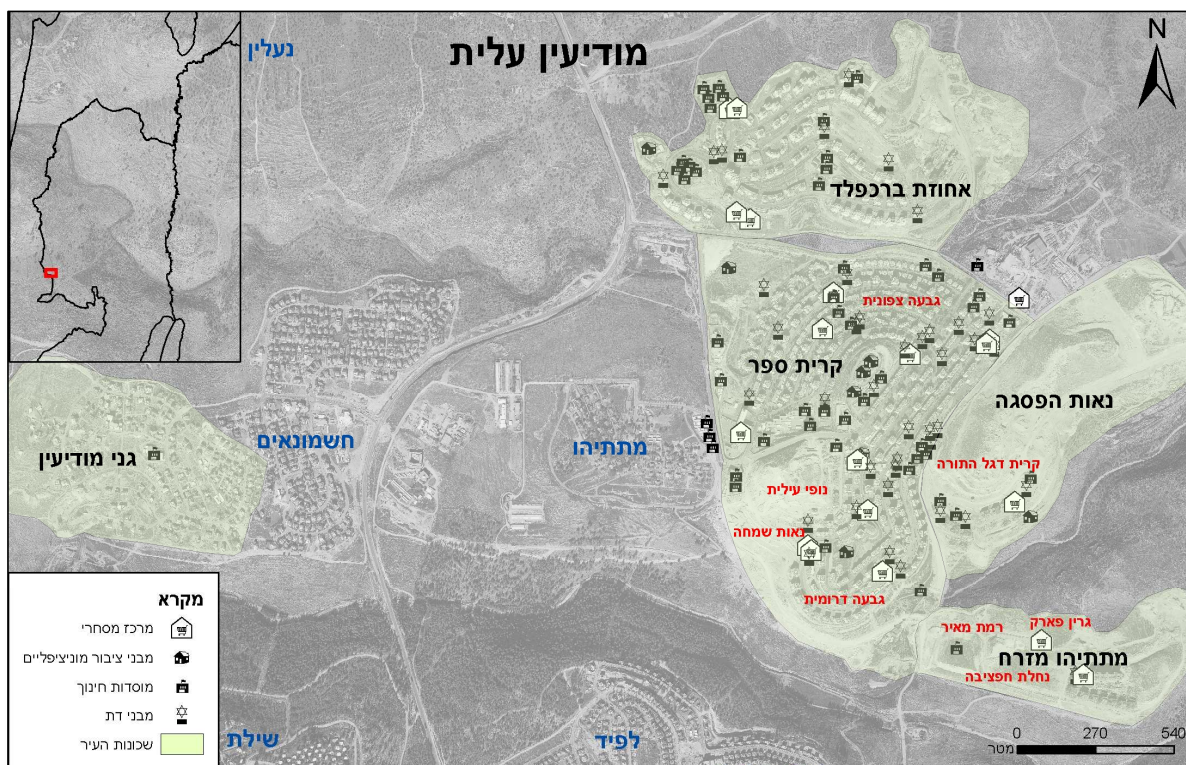 מודיעין עלית
נעלין
N
אחוזת ברכפלד
גבעה צפונית
קרית ספר
נאות הפסגה
חשמונאים
מתתיהו
גני מודיעין
קרית דגל התורה
נופי עילית
נאות שמחה
גבעה דרומית
גרין פארק
רמת מאיר
מתתיהו מזרח
נחלת חפציבה
מקרא
מרכז מסחרי
מבני ציבור מוניציפליים
מוסדות חינוך
מבני דת
שכונות העיר
שילת
לפיד
0 270 540
מטר